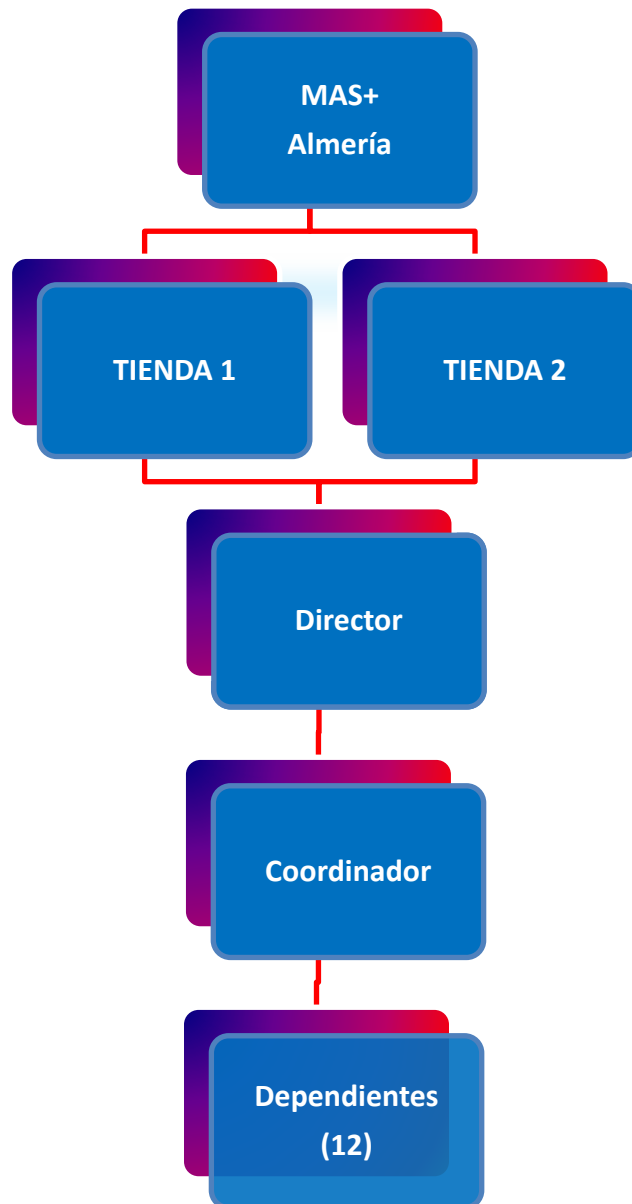 MAS+
Almería
TIENDA 1
TIENDA 2
Director
Coordinador
Dependientes
(12)